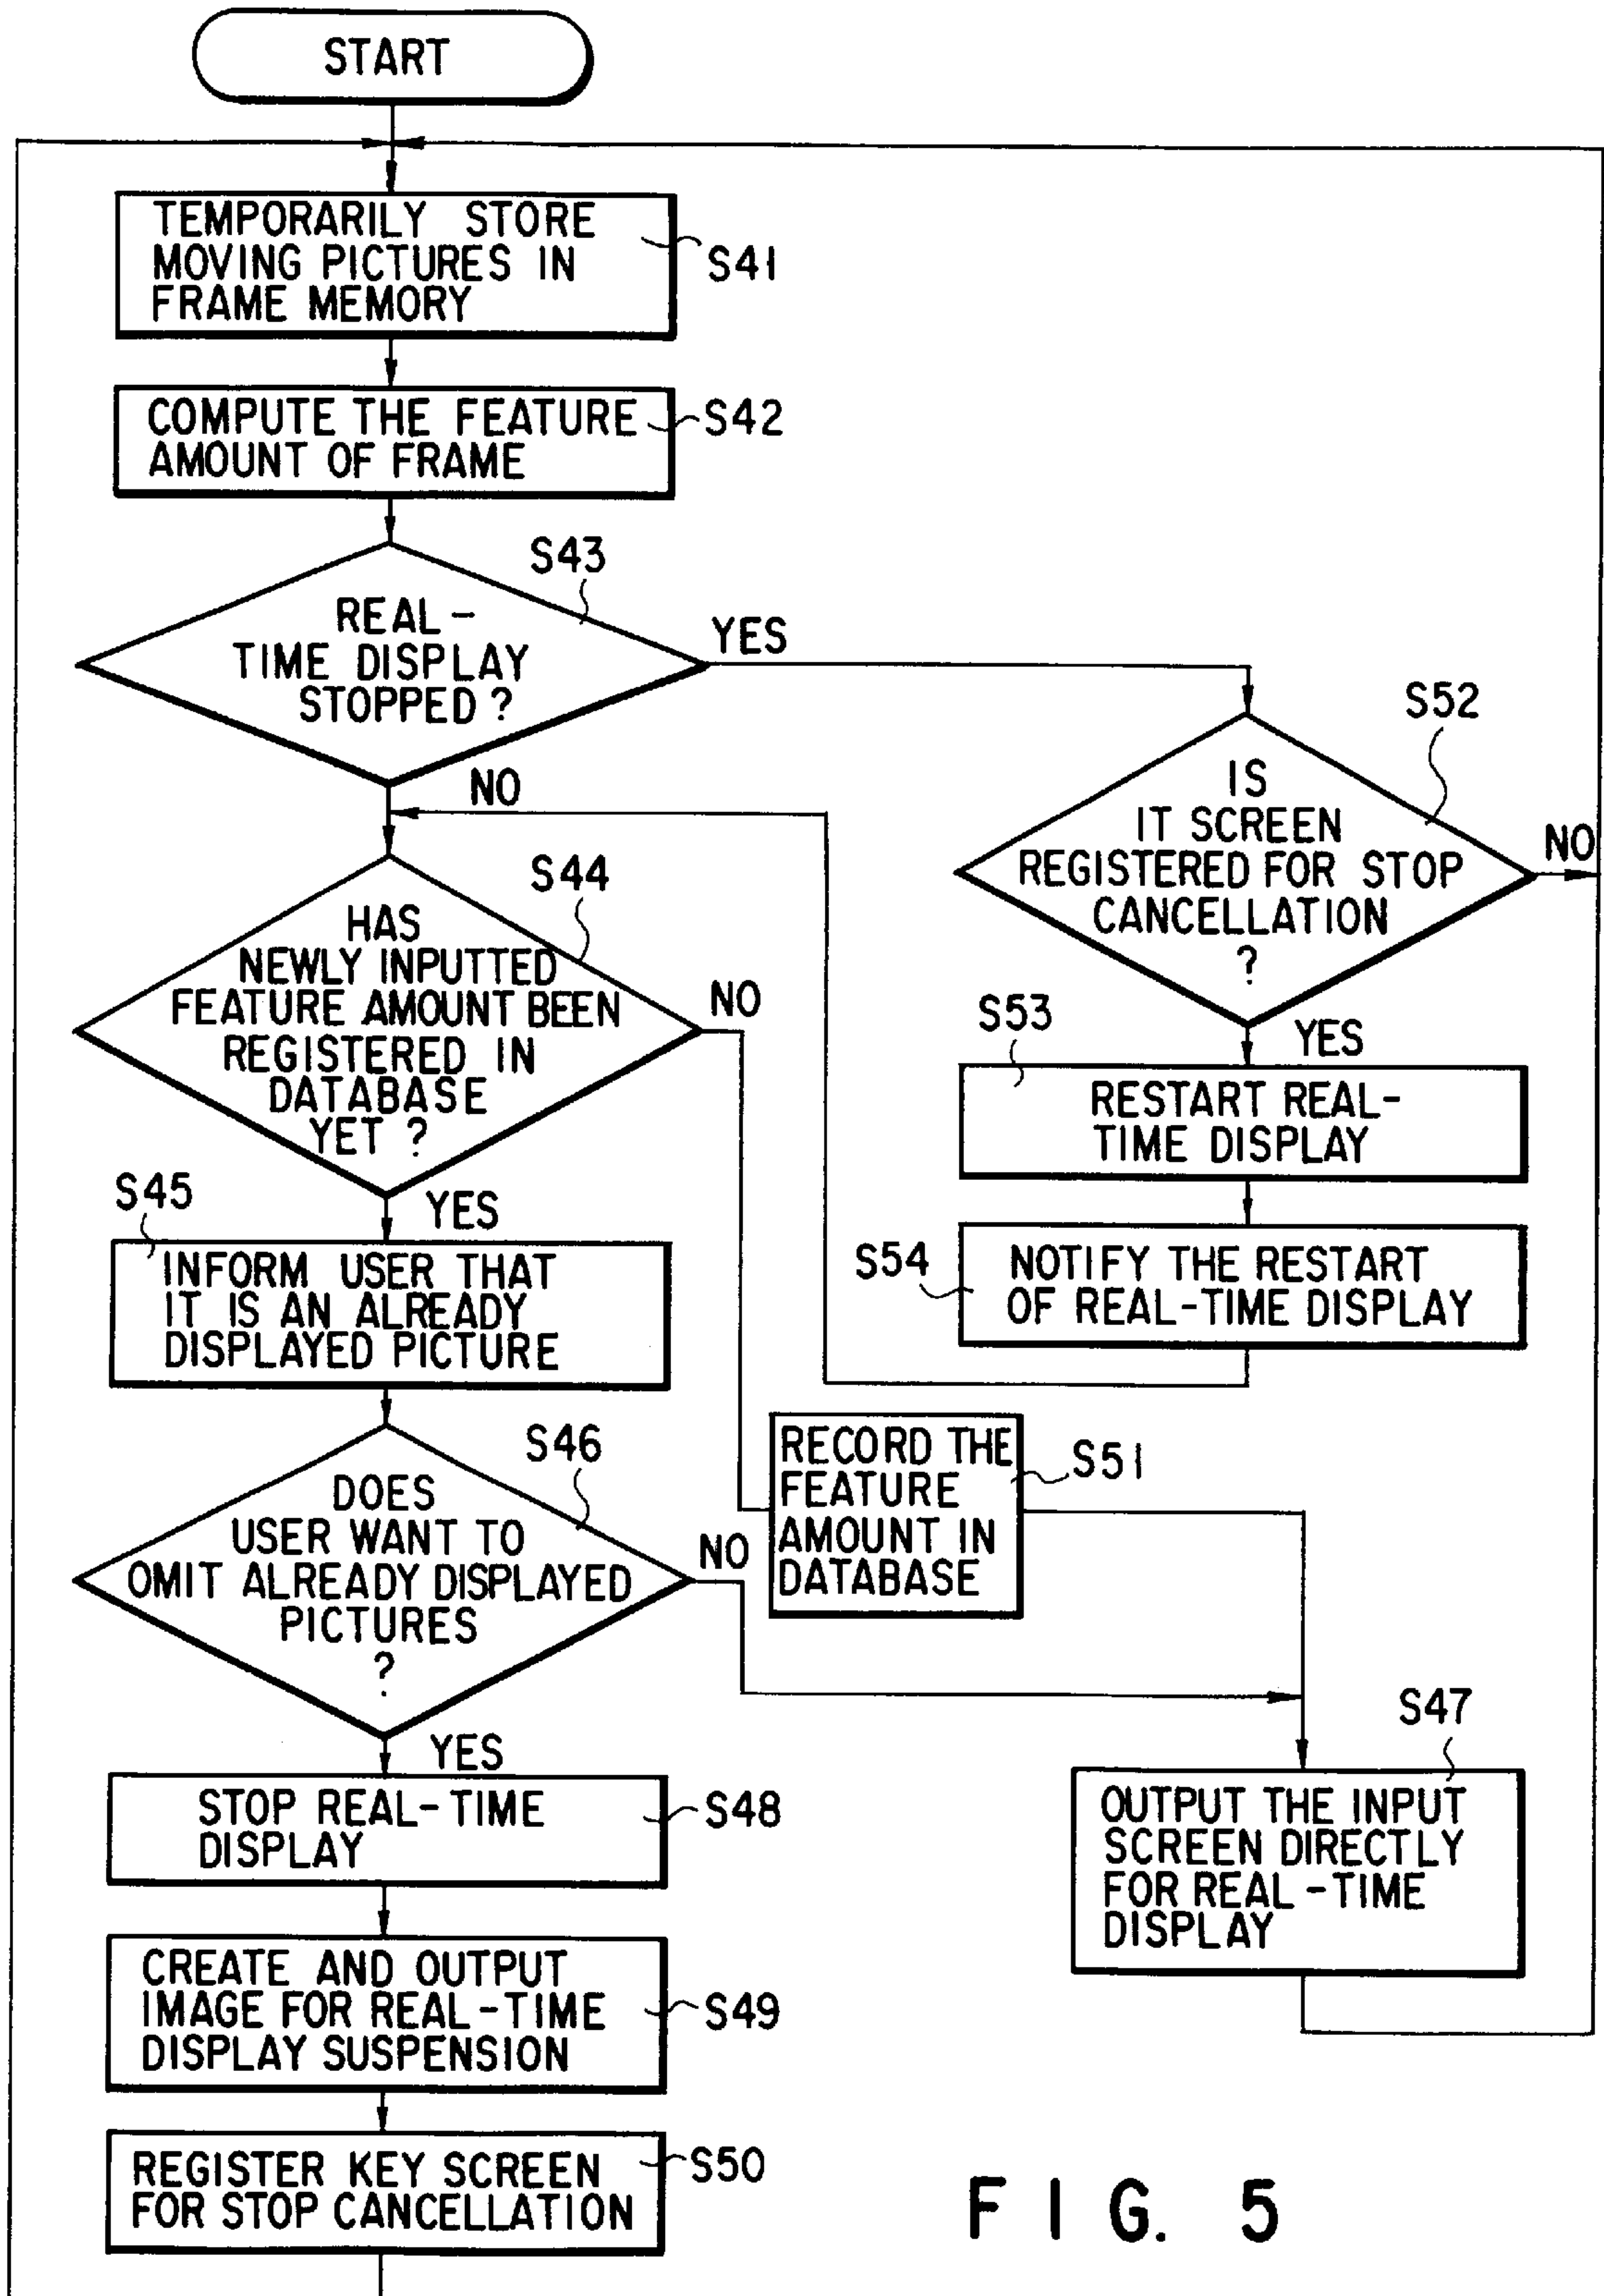 START
TEMPORARILY STORE
MOVING PICTURES IN
FRAME MEMORY
S41
COMPUTE THE FEATURE
AMOUNT OF FRAME
S42
S43
REAL-
TIME DISPLAY
STOPPED?
YES
NO
S52
IS
IT SCREEN
REGISTERED FOR STOP
CANCELLATION
?
NO
YES
S44
HAS
NEWLY INPUTTED
FEATURE AMOUNT BEEN
REGISTERED IN
DATABASE
YET?
NO
YES
S53
RESTART REAL-
TIME DISPLAY
S54
NOTIFY THE RESTART
OF REAL-TIME DISPLAY
S45
INFORM USER THAT
IT IS AN ALREADY
DISPLAYED PICTURE
S46
DOES
USER WANT TO
OMIT ALREADY DISPLAYED
PICTURES
?
NO
YES
RECORD THE
FEATURE
AMOUNT IN
DATABASE
S51
S47
OUTPUT THE INPUT
SCREEN DIRECTLY
FOR REAL-TIME
DISPLAY
STOP REAL-TIME
DISPLAY
S48
CREATE AND OUTPUT
IMAGE FOR REAL-TIME
DISPLAY SUSPENSION
S49
REGISTER KEY SCREEN
FOR STOP CANCELLATION
S50
FIG. 5